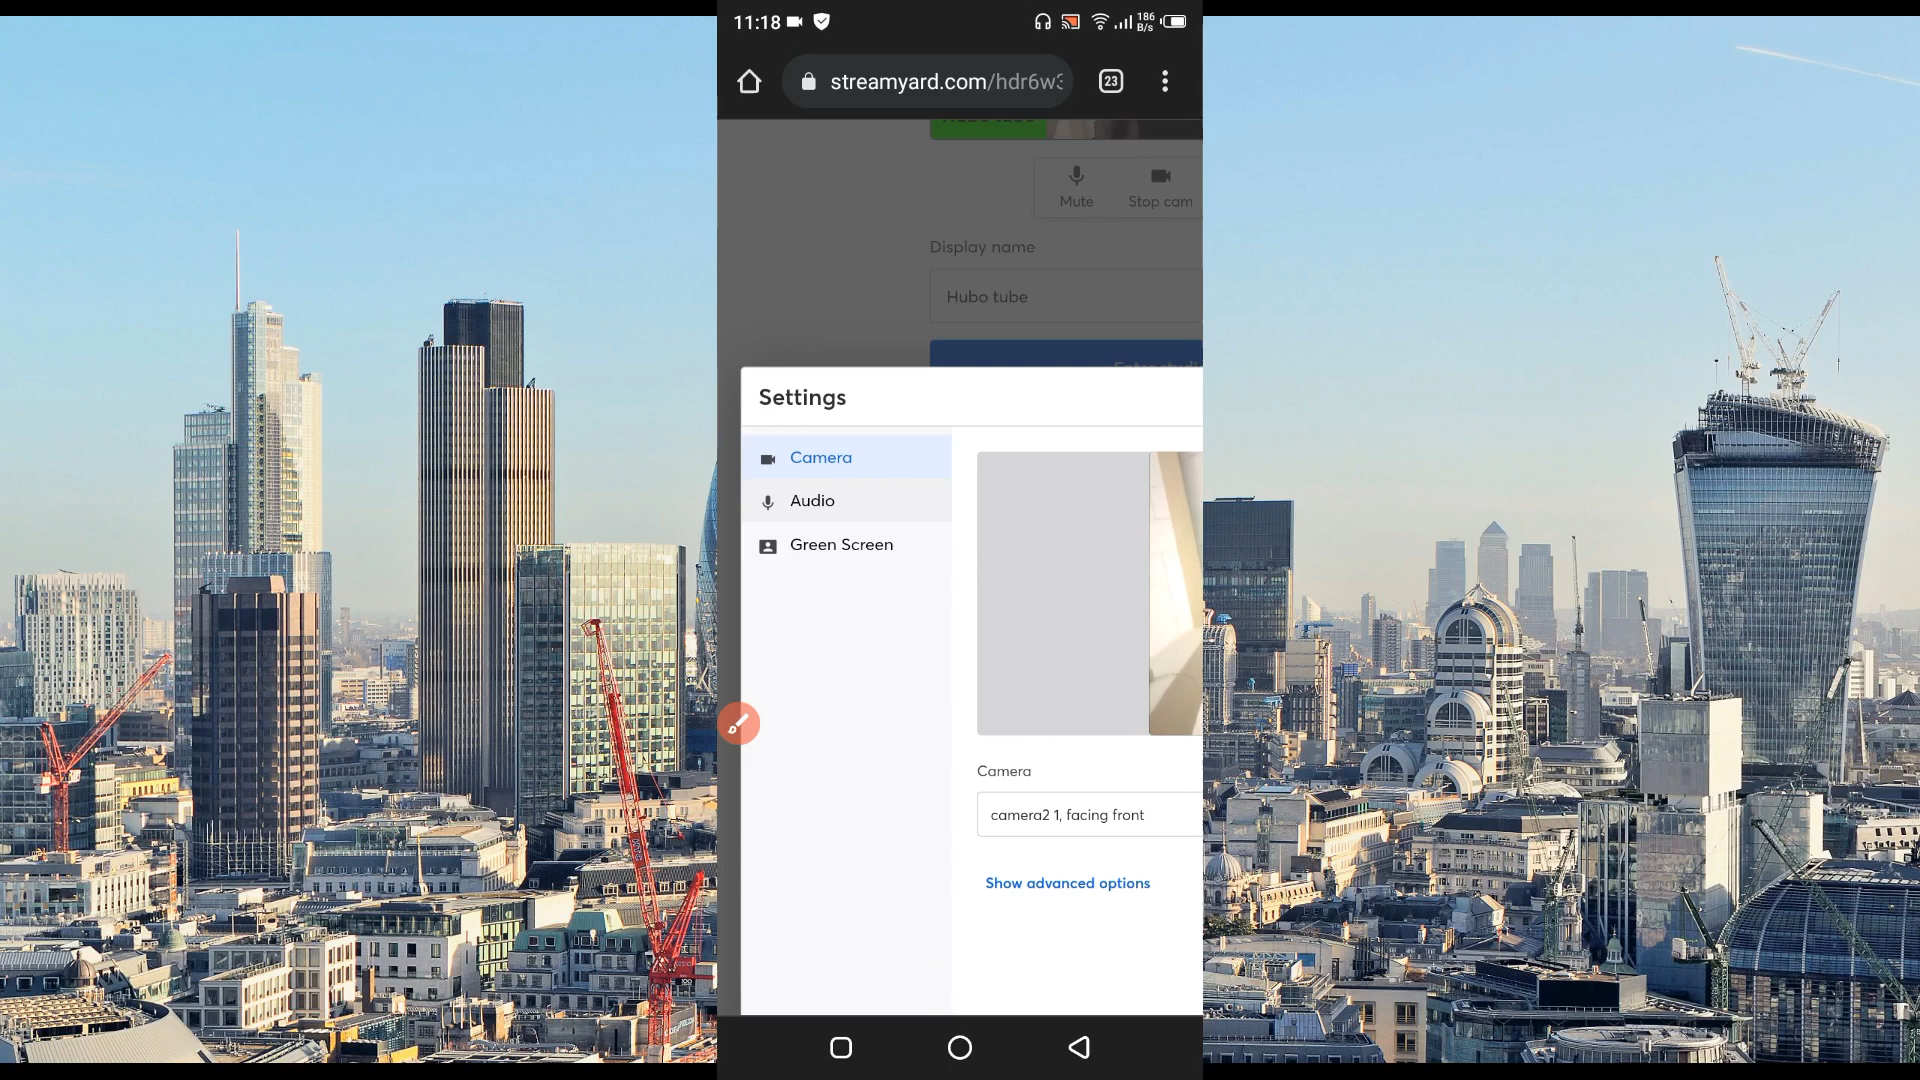 11:18
186
B/s
streamyard.com/hdr6w
23
Mute
Stop cam
Display name
Hubo tube
Settings
Camera
Audio
Green Screen
Camera
camera2 1, facing front
Show advanced options